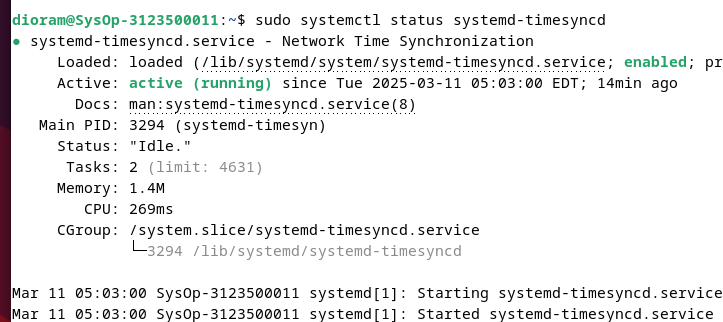 dioram@SysOp-3123500011:~$ sudo systemctl status systemd-timesyncd
● systemd-timesyncd.service - Network Time Synchronization
     Loaded: loaded (/lib/systemd/system/systemd-timesyncd.service; enabled; pr
     Active: active (running) since Tue 2025-03-11 05:03:00 EDT; 14min ago
       Docs: man:systemd-timesyncd.service(8)
   Main PID: 3294 (systemd-timesyn)
     Status: "Idle."
      Tasks: 2 (limit: 4631)
     Memory: 1.4M
        CPU: 269ms
     CGroup: /system.slice/systemd-timesyncd.service
             └─3294 /lib/systemd/systemd-timesyncd
Mar 11 05:03:00 SysOp-3123500011 systemd[1]: Starting systemd-timesyncd.service
Mar 11 05:03:00 SysOp-3123500011 systemd[1]: Started systemd-timesyncd.service